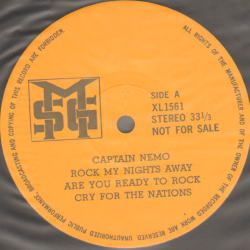 SIDE A
XL1561
STEREO 33 1/3
NOT FOR SALE
MSG
CAPTAIN NEMO
ROCK MY NIGHTS AWAY
ARE YOU READY TO ROCK
CRY FOR THE NATIONS
ALL RIGHTS OF THE MANUFACTURER AND OF THE OWNER OF THE RECORDED WORK ARE RESERVED. UNAUTHORIZED PUBLIC PERFORMANCE, BROADCASTING AND COPYING OF THIS RECORD ARE FORBIDDEN.